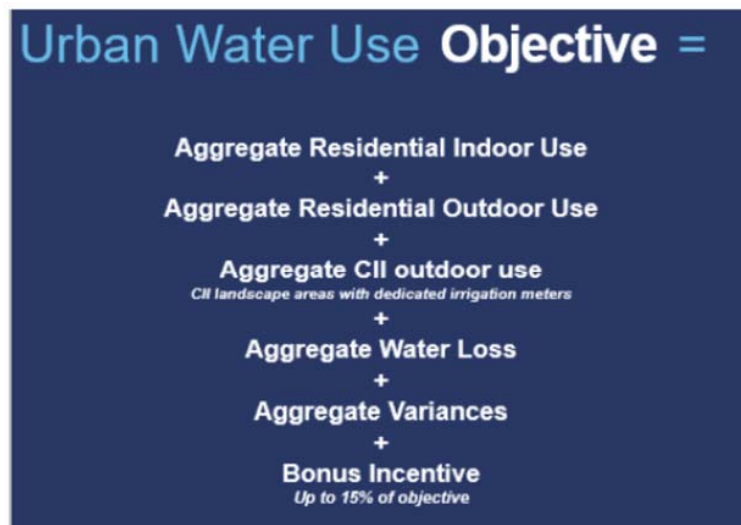 Urban Water Use Objective =
Aggregate Residential Indoor Use
+
Aggregate Residential Outdoor Use
+
Aggregate CII outdoor use
CII landscape areas with dedicated irrigation meters
+
Aggregate Water Loss
+
Aggregate Variances
+
Bonus Incentive
Up to 15% of objective